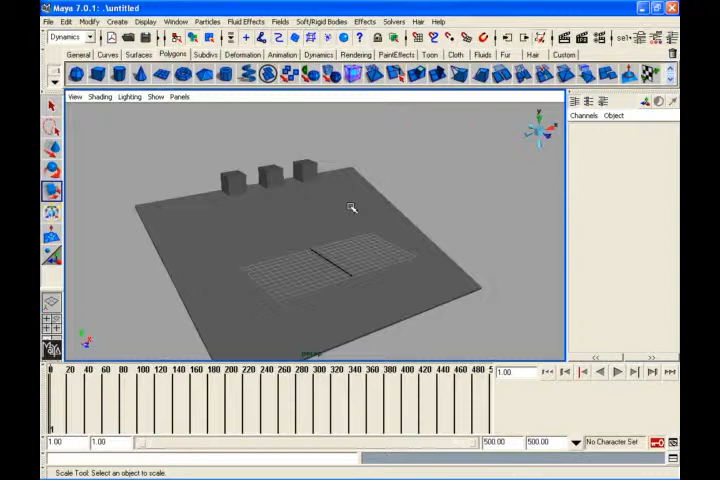 Maya 7.0.1: .\untitled
File Edit Modify Create Display Window Particles Fluid Effects Fields Soft/Rigid Bodies Effects Solvers Hair Help
Dynamics
sel-
General Curves Surfaces Polygons Subdivs Deformation Animation Dynamics Rendering PaintEffects Toon Cloth Fluids Fur Hair Custom
View Shading Lighting Show Panels
Channels Object
y
x
persp
<< >>
0 20 40 60 80 100 120 140 160 180 200 220 240 260 280 300 320 340 360 380 400 420 440 460 480 5
1.00
1
1.00 1.00 500.00 500.00 No Character Set
Scale Tool: Select an object to scale.